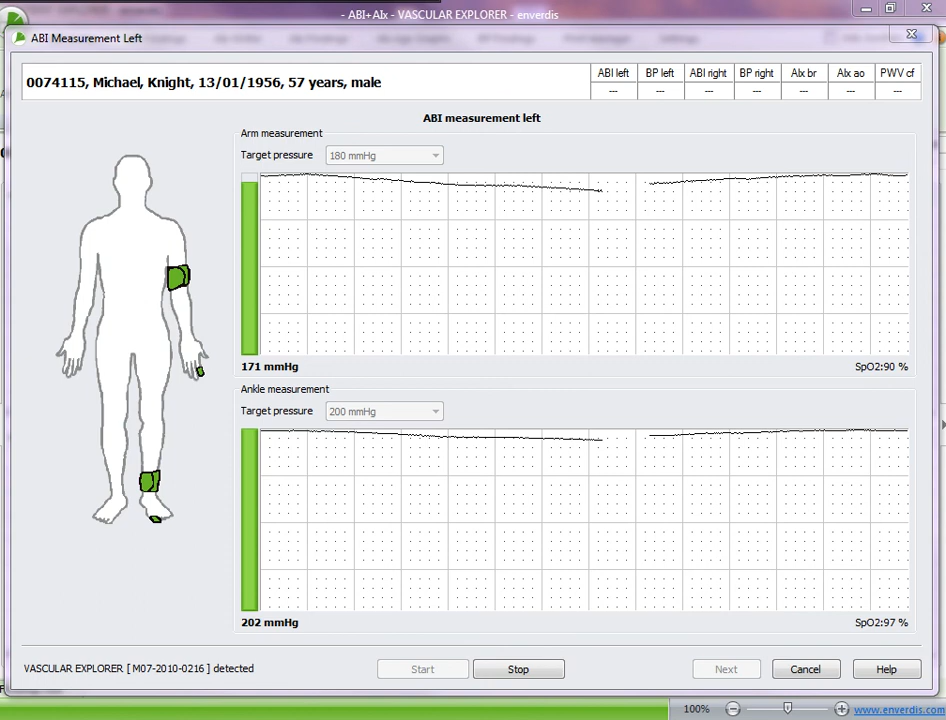 - ABI+AIx - VASCULAR EXPLORER - enverdis
ABI Measurement Left
0074115, Michael, Knight, 13/01/1956, 57 years, male
ABI left BP left ABI right BP right AIx br AIx ao PWV cf
--- --- --- --- --- --- ---
ABI measurement left
Arm measurement
Target pressure 180 mmHg
171 mmHg SpO2:90 %
Ankle measurement
Target pressure 200 mmHg
202 mmHg SpO2:97 %
VASCULAR EXPLORER [ M07-2010-0216 ] detected
Start Stop Next Cancel Help
100% www.enverdis.com